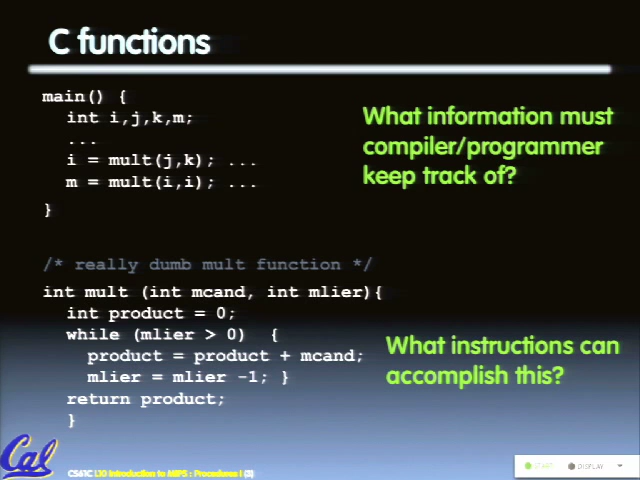 C functions
main() {
int i,j,k,m;
...
i = mult(j,k); ...
m = mult(i,i); ...
}
What information must
compiler/programmer
keep track of?
/* really dumb mult function */
int mult (int mcand, int mlier){
int product = 0;
while (mlier > 0)  {
product = product + mcand;
mlier = mlier -1; }
return product;
}
What instructions can
accomplish this?
Cal
CS61C L10 Introduction to MIPS : Procedures I (3)
START DISPLAY